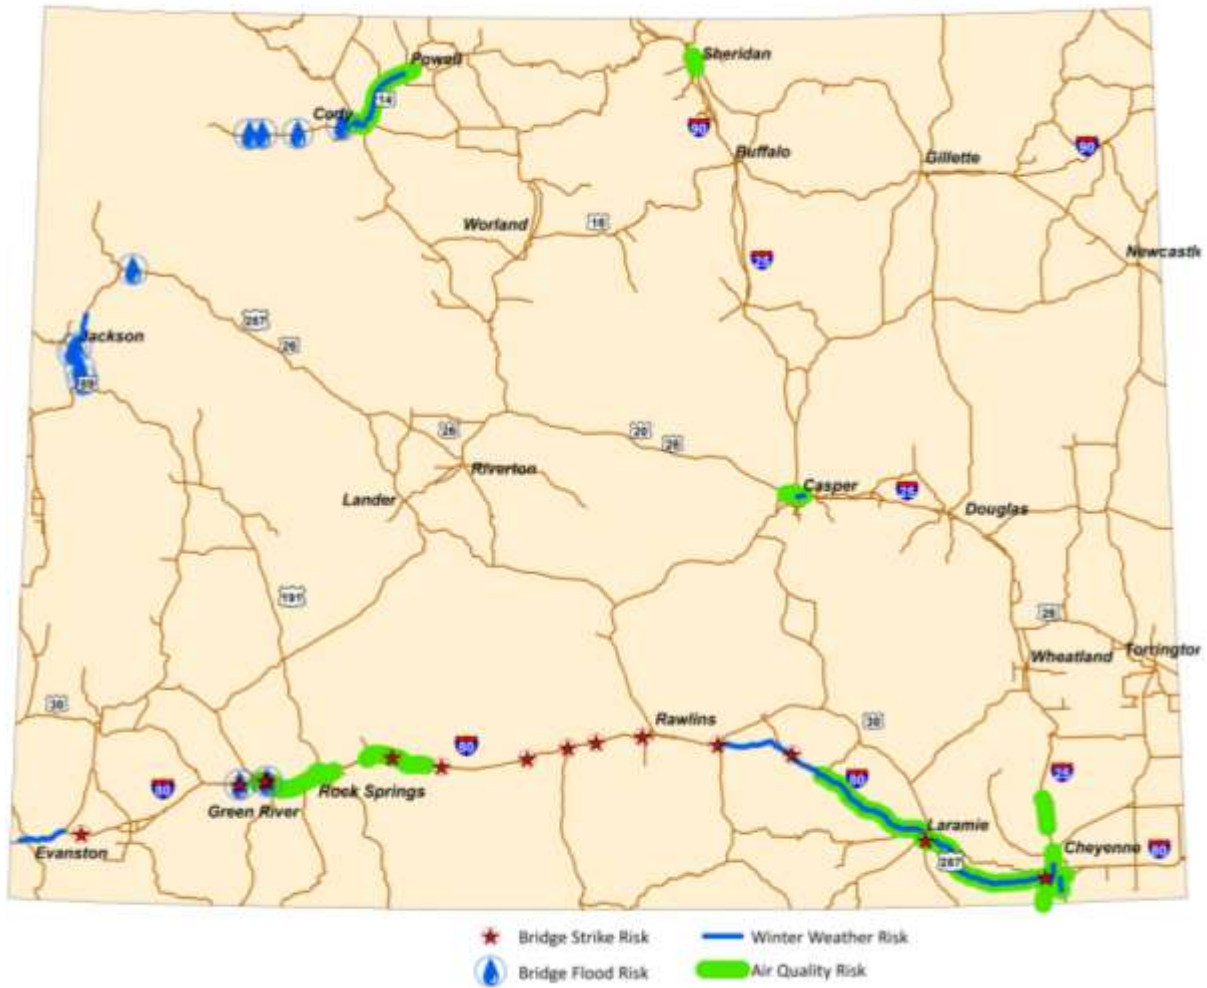 Powell
Sheridan
14
Cody
90
Buffalo
Gillette
90
Worland
16
25
Newcastle
287
26
Jackson
89
26
20
26
Riverton
Lander
Casper
25
Douglas
191
26
Wheatland
Torrington
30
Rawlins
30
80
80
25
80
Rock Springs
Green River
Laramie
287
Cheyenne
80
Evanston
Bridge Strike Risk
Winter Weather Risk
Bridge Flood Risk
Air Quality Risk